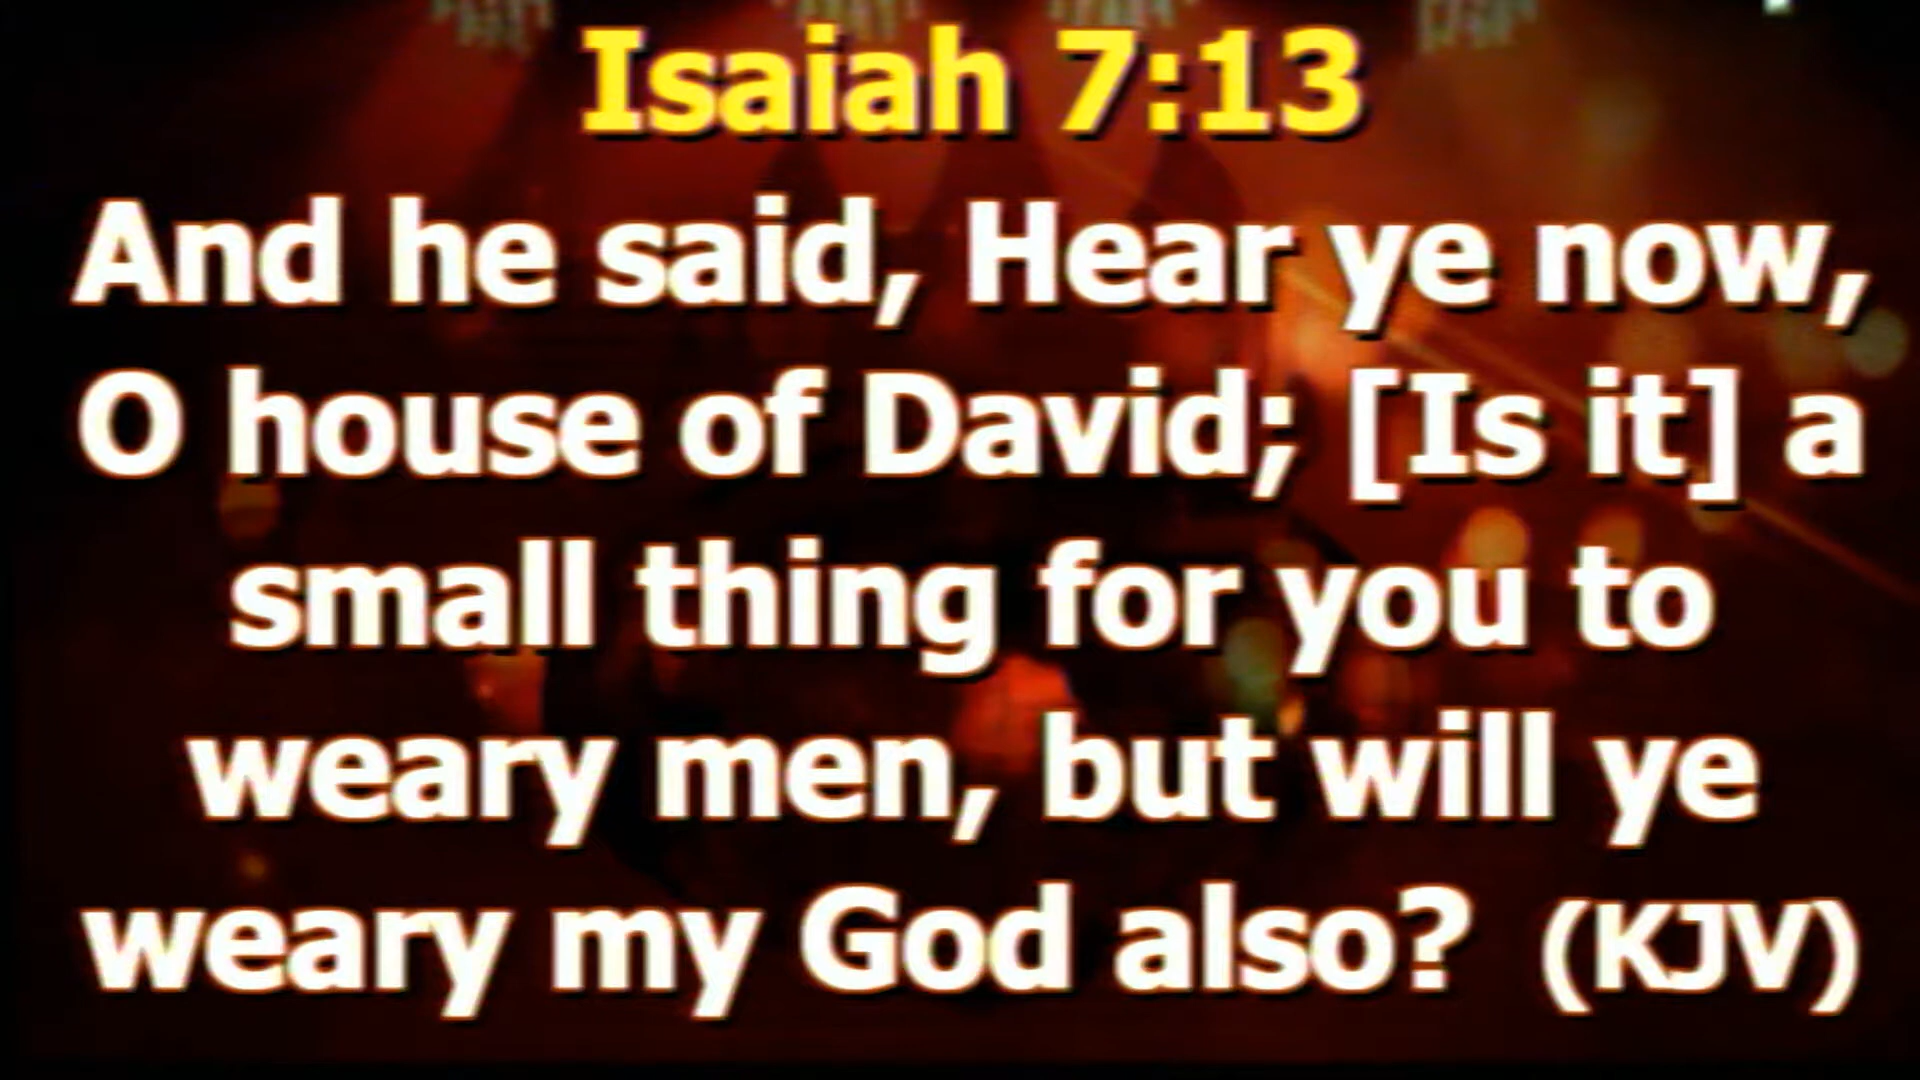 Isaiah 7:13
And he said, Hear ye now,
O house of David; [Is it] a
small thing for you to
weary men, but will ye
weary my God also? (KJV)